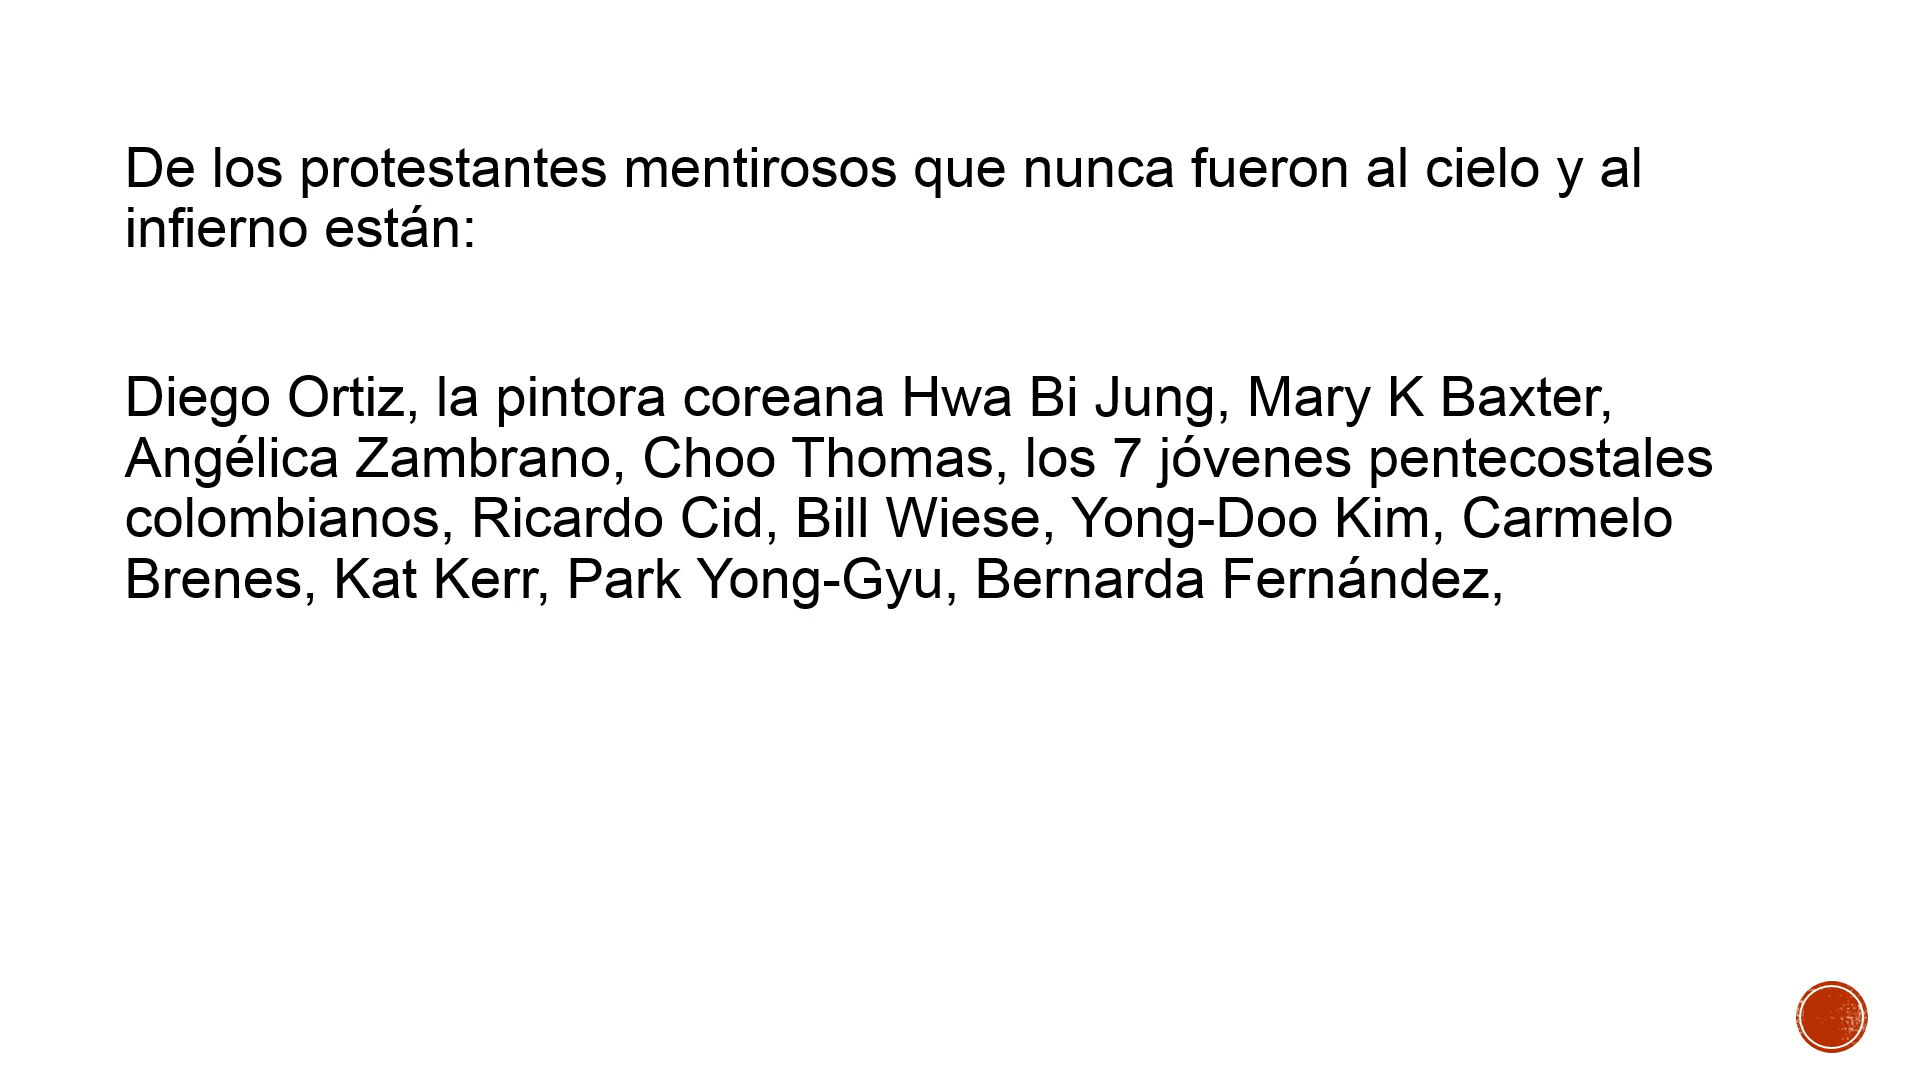 De los protestantes mentirosos que nunca fueron al cielo y al
infierno están:
Diego Ortiz, la pintora coreana Hwa Bi Jung, Mary K Baxter,
Angélica Zambrano, Choo Thomas, los 7 jóvenes pentecostales
colombianos, Ricardo Cid, Bill Wiese, Yong-Doo Kim, Carmelo
Brenes, Kat Kerr, Park Yong-Gyu, Bernarda Fernández,